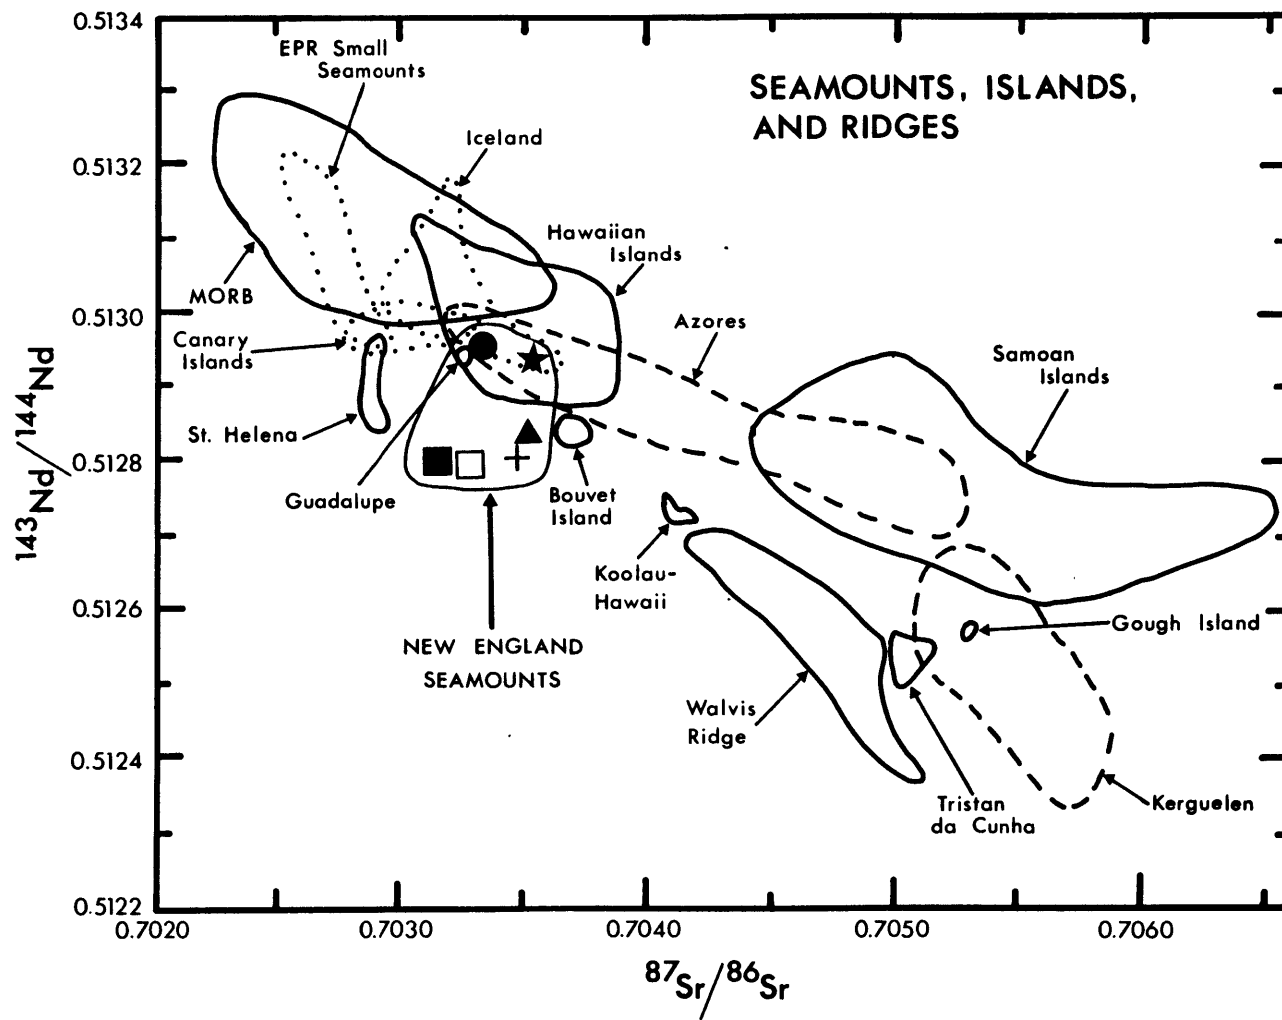 0.5134
EPR Small
Seamounts
SEAMOUNTS, ISLANDS,
AND RIDGES
Iceland
0.5132
Hawaiian
Islands
MORB
0.5130
Azores
Canary
Islands
Samoan
Islands
143Nd/144Nd
St. Helena
0.5128
Guadalupe
Bouvet
Island
Koolau-
Hawaii
0.5126
Gough Island
NEW ENGLAND
SEAMOUNTS
Walvis
Ridge
0.5124
Tristan
da Cunha
Kerguelen
0.5122
0.7020
0.7030
0.7040
0.7050
0.7060
87Sr/86Sr